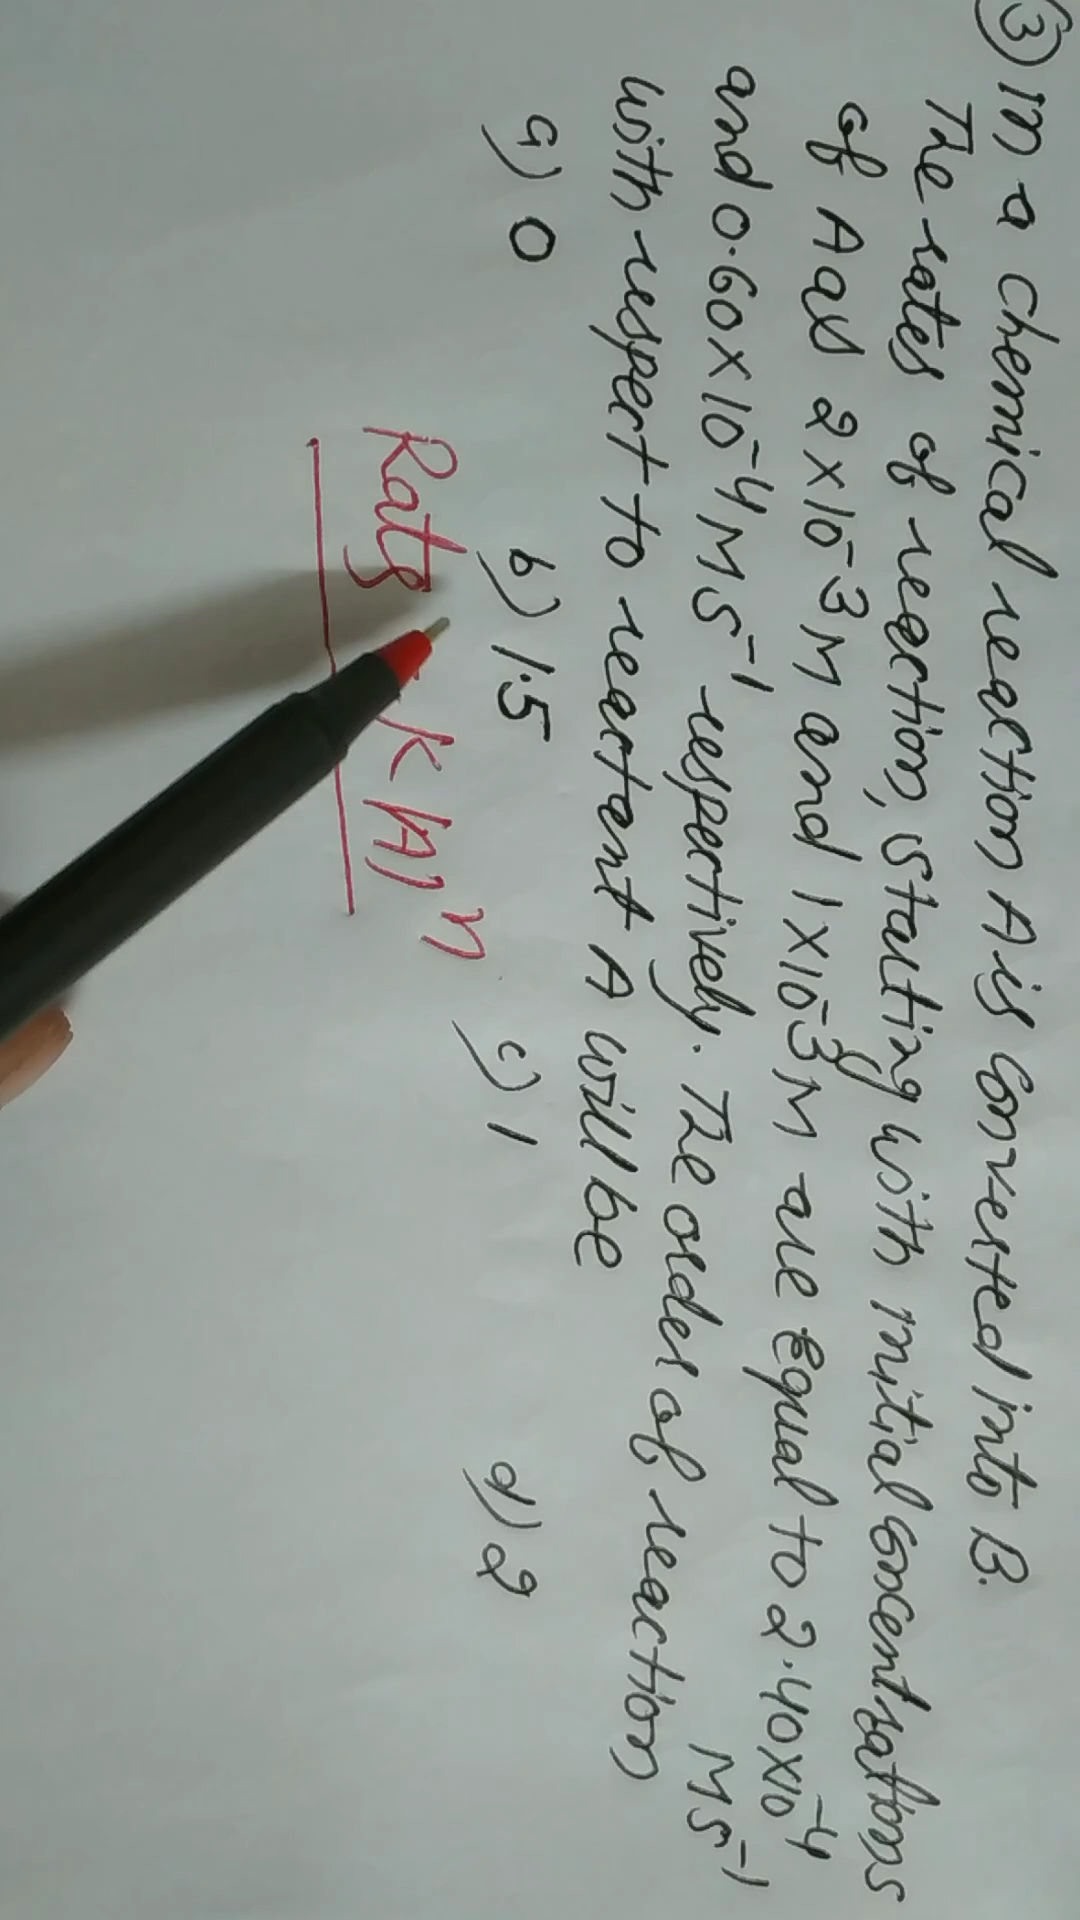 ③ In a chemical reaction A is converted into B.
The rates of reaction, starting with initial concentrations
of A as 2×10⁻³M and 1×10⁻³M are equal to 2.40×10⁻⁴
MS⁻¹
and 0.60×10⁻⁴MS⁻¹ respectively. The order of reaction
with respect to reactant A will be
a) 0 b) 1.5 c) 1 d) 2
Rate K(A)ⁿ